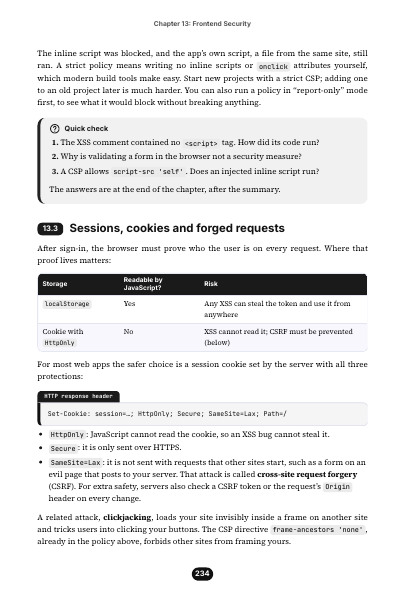 Chapter 13: Frontend Security
The inline script was blocked, and the app's own script, a file from the same site, still
ran. A strict policy means writing no inline scripts or onclick attributes yourself,
which modern build tools make easy. Start new projects with a strict CSP; adding one
to an old project later is much harder. You can also run a policy in "report-only" mode
first, to see what it would block without breaking anything.
Quick check
1. The XSS comment contained no <script> tag. How did its code run?
2. Why is validating a form in the browser not a security measure?
3. A CSP allows script-src 'self'. Does an injected inline script run?
The answers are at the end of the chapter, after the summary.
13.3 Sessions, cookies and forged requests
After sign-in, the browser must prove who the user is on every request. Where that
proof lives matters:
Storage Readable by JavaScript? Risk
localStorage Yes Any XSS can steal the token and use it from
anywhere
Cookie with HttpOnly No XSS cannot read it; CSRF must be prevented
(below)
For most web apps the safer choice is a session cookie set by the server with all three
protections:
HTTP response header
Set-Cookie: session=…; HttpOnly; Secure; SameSite=Lax; Path=/
• HttpOnly: JavaScript cannot read the cookie, so an XSS bug cannot steal it.
• Secure: it is only sent over HTTPS.
• SameSite=Lax: it is not sent with requests that other sites start, such as a form on an
evil page that posts to your server. That attack is called cross-site request forgery
(CSRF). For extra safety, servers also check a CSRF token or the request's Origin
header on every change.
A related attack, clickjacking, loads your site invisibly inside a frame on another site
and tricks users into clicking your buttons. The CSP directive frame-ancestors 'none',
already in the policy above, forbids other sites from framing yours.
234